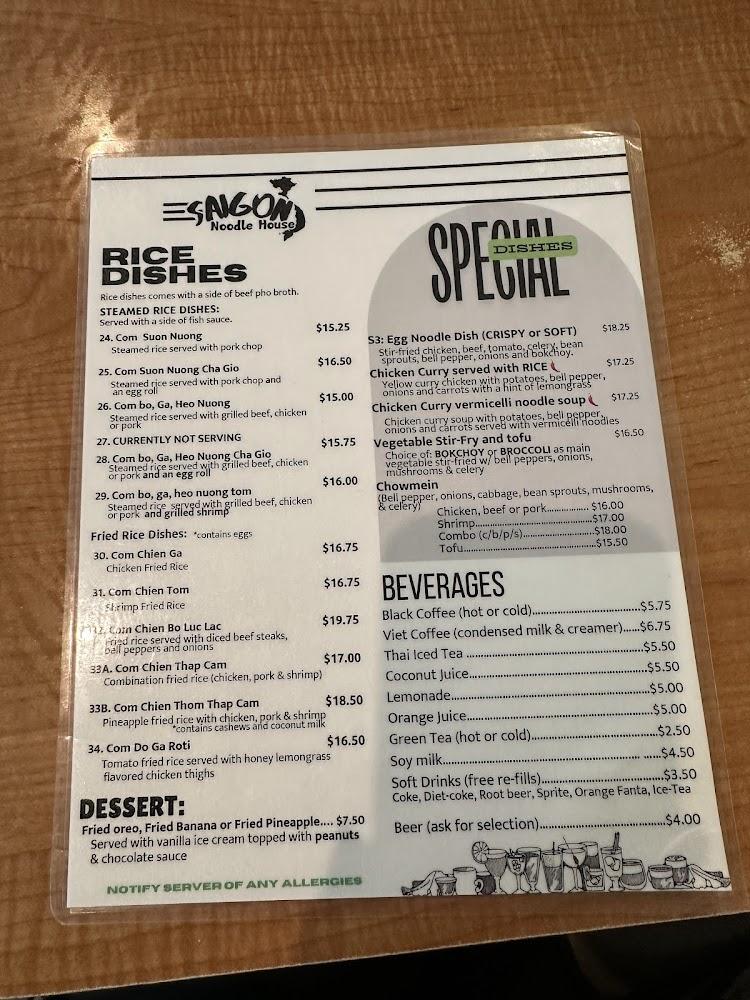 SAIGON
Noodle House
RICE
DISHES
Rice dishes comes with a side of beef pho broth.
STEAMED RICE DISHES:
Served with a side of fish sauce.
24. Com Suon Nuong $15.25
Steamed rice served with pork chop
25. Com Suon Nuong Cha Gio $16.50
Steamed rice served with pork chop and
an egg roll
26. Com bo, Ga, Heo Nuong $15.00
Steamed rice served with grilled beef, chicken
or pork
27. CURRENTLY NOT SERVING
28. Com bo, Ga, Heo Nuong Cha Gio $15.75
Steamed rice served with grilled beef, chicken
or pork and an egg roll
29. Com bo, ga, heo nuong tom $16.00
Steamed rice served with grilled beef, chicken
or pork and grilled shrimp
Fried Rice Dishes: *contains eggs
30. Com Chien Ga $16.75
Chicken Fried Rice
31. Com Chien Tom $16.75
Shrimp Fried Rice
32. Com Chien Bo Luc Lac $19.75
Fried rice served with diced beef steaks,
bell peppers and onions
33A. Com Chien Thap Cam $17.00
Combination fried rice (chicken, pork & shrimp)
33B. Com Chien Thom Thap Cam $18.50
Pineapple fried rice with chicken, pork & shrimp
*contains cashews and coconut milk
34. Com Do Ga Roti $16.50
Tomato fried rice served with honey lemongrass
flavored chicken thighs
DESSERT:
Fried oreo, Fried Banana or Fried Pineapple.... $7.50
Served with vanilla ice cream topped with peanuts
& chocolate sauce
NOTIFY SERVER OF ANY ALLERGIES
SPECIAL
DISHES
S3: Egg Noodle Dish (CRISPY or SOFT) $18.25
Stir-fried chicken, beef, tomato, celery, bean
sprouts, bell pepper, onions and bokchoy.
Chicken Curry served with RICE $17.25
Yellow curry chicken with potatoes, bell pepper,
onions and carrots with a hint of lemongrass
Chicken Curry vermicelli noodle soup $17.25
Chicken curry soup with potatoes, bell pepper,
onions and carrots served with vermicelli noodles
Vegetable Stir-Fry and tofu $16.50
Choice of: BOKCHOY or BROCCOLI as main
vegetable stir-fried w/ bell peppers, onions,
mushrooms & celery
Chowmein
(Bell pepper, onions, cabbage, bean sprouts, mushrooms,
& celery)
Chicken, beef or pork............ $16.00
Shrimp.................................$17.00
Combo (c/b/p/s)....................$18.00
Tofu.....................................$15.50
BEVERAGES
Black Coffee (hot or cold)............................$5.75
Viet Coffee (condensed milk & creamer).....$6.75
Thai Iced Tea ..............................................$5.50
Coconut Juice..............................................$5.50
Lemonade...................................................$5.00
Orange Juice...............................................$5.00
Green Tea (hot or cold)................................$2.50
Soy milk.......................................................$4.50
Soft Drinks (free re-fills)...............................$3.50
Coke, Diet-coke, Root beer, Sprite, Orange Fanta, Ice-Tea
Beer (ask for selection)................................$4.00